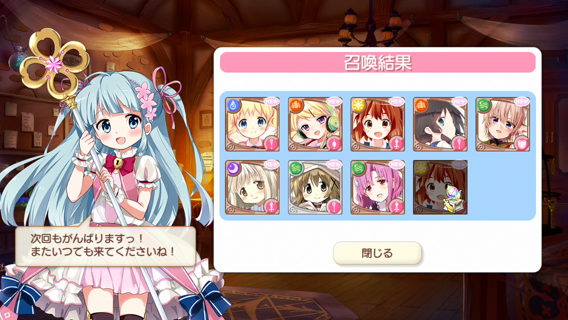 召喚結果
次回もがんばりますっ！
またいつでも来てくださいね！
閉じる